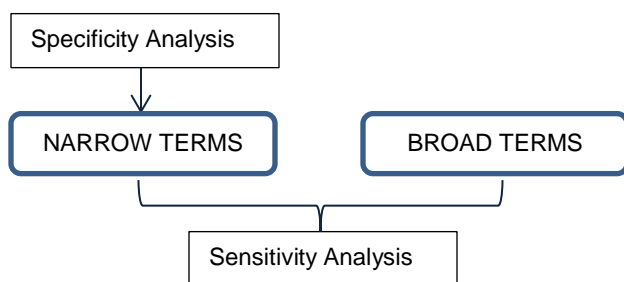 Specificity Analysis
NARROW TERMS
BROAD TERMS
Sensitivity Analysis